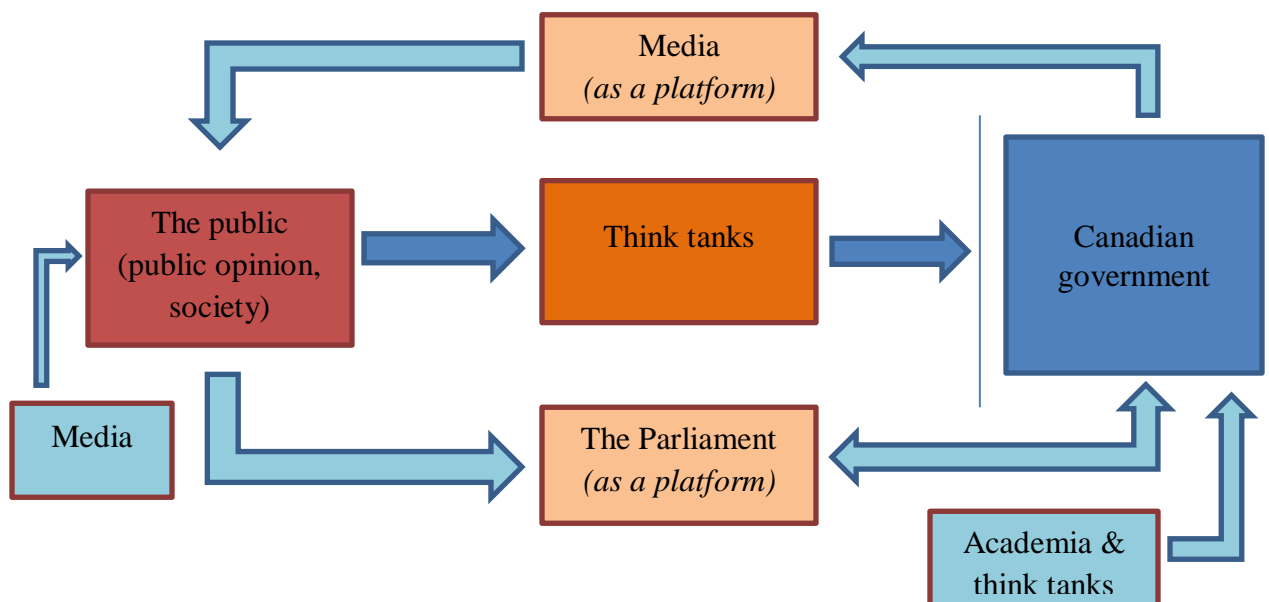 Media
(as a platform)
The public
(public opinion,
society)
Think tanks
Canadian
government
Media
The Parliament
(as a platform)
Academia &
think tanks